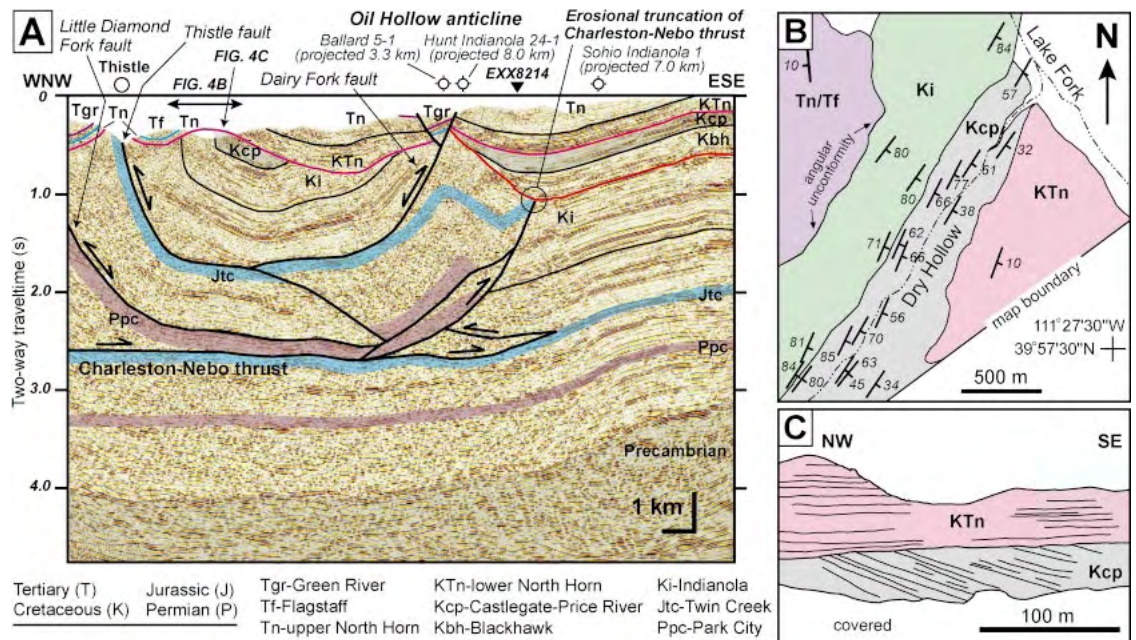 A
Little Diamond
Fork fault
Thistle fault
Thistle
FIG. 4C
FIG. 4B
Oil Hollow anticline
Ballard 5-1
(projected 3.3 km)
Hunt Indianola 24-1
(projected 8.0 km)
Dairy Fork fault
EXX8214
Erosional truncation of
Charleston-Nebo thrust
Sohio Indianola 1
(projected 7.0 km)
WNW
ESE
0
1.0
2.0
3.0
4.0
Two-way traveltime (s)
Tgr
Tn
Tf
Tn
Tn
Tgr
Tn
KTn
Kcp
Kbh
Kcp
KTn
Ki
Ki
Jtc
Jtc
Ppc
Ppc
Charleston-Nebo thrust
Precambrian
1 km
Tertiary (T)
Cretaceous (K)
Jurassic (J)
Permian (P)
Tgr-Green River
Tf-Flagstaff
Tn-upper North Horn
KTn-lower North Horn
Kcp-Castlegate-Price River
Kbh-Blackhawk
Ki-Indianola
Jtc-Twin Creek
Ppc-Park City
B
N
10
Tn/Tf
angular
unconformity
Ki
84
57
Lake Fork
Kcp
32
51
77
80
80
66
38
KTn
62
71
Dry Hollow
10
map boundary
56
70
81
85
84
80
63
45
34
111°27'30"W
39°57'30"N
500 m
C
NW
SE
KTn
Kcp
covered
100 m